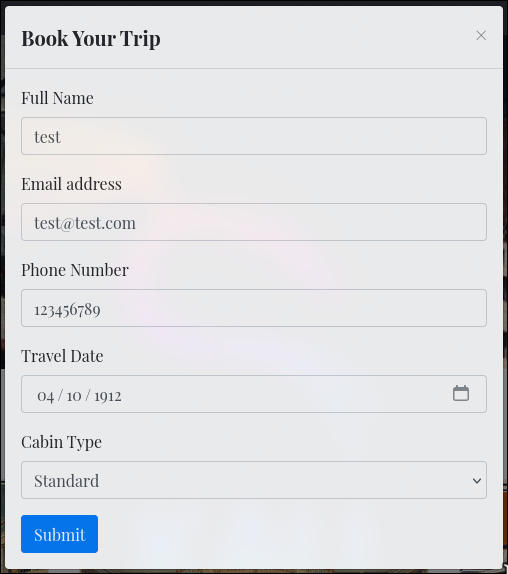 Book Your Trip
×
Full Name
test
Email address
test@test.com
Phone Number
123456789
Travel Date
04 / 10 / 1912
Cabin Type
Standard
Submit